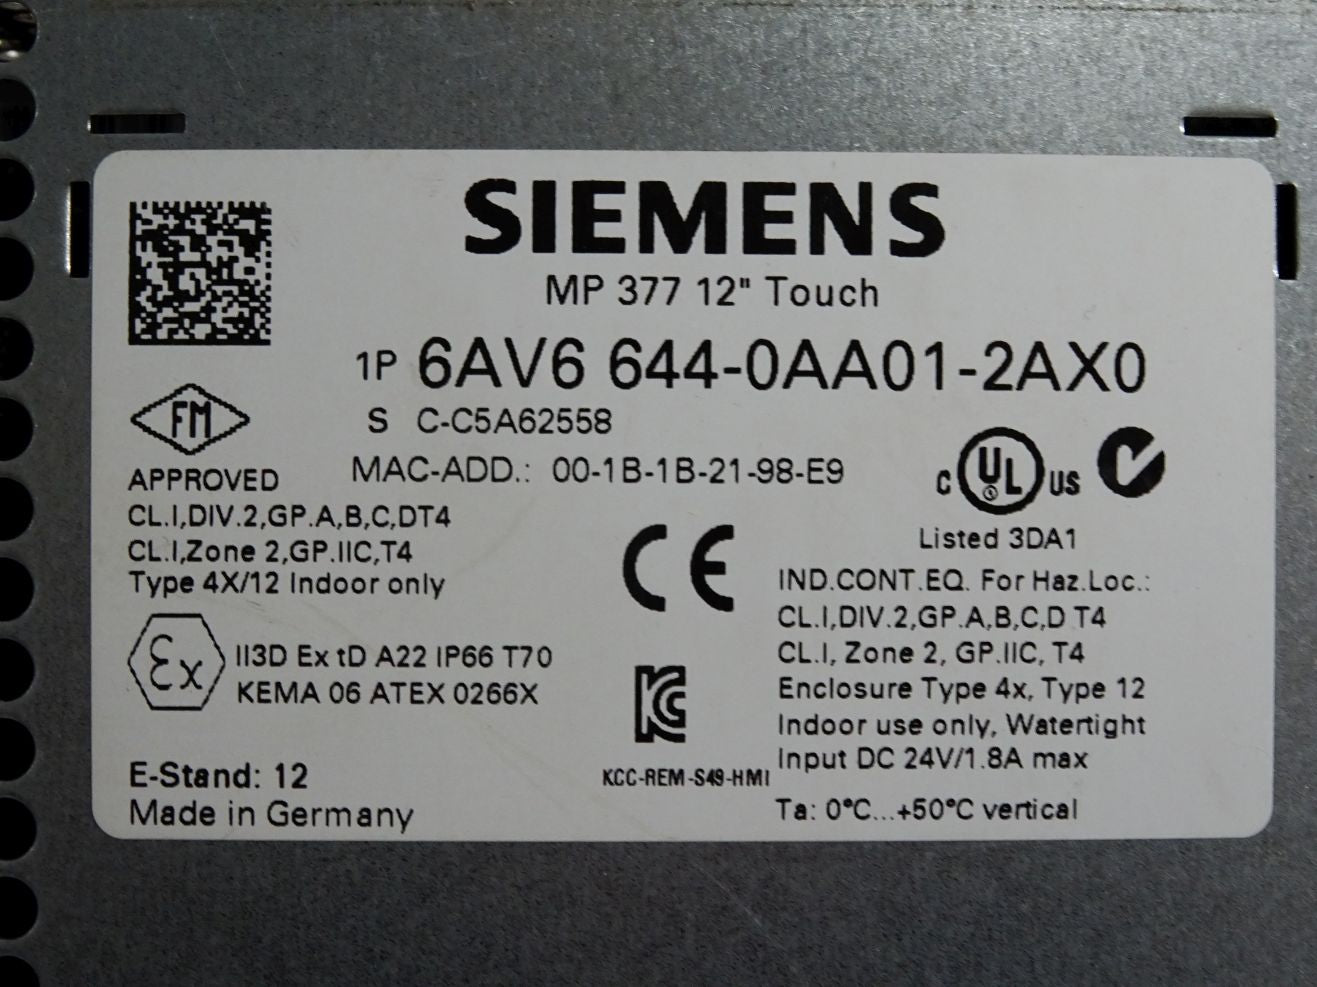 SIEMENS
MP 377 12" Touch
1P 6AV6 644-0AA01-2AX0
S C-C5A62558
MAC-ADD.: 00-1B-1B-21-98-E9
FM
APPROVED
CL.I,DIV.2,GP.A,B,C,DT4
CL.I,Zone 2,GP.IIC,T4
Type 4X/12 Indoor only
Ex II3D Ex tD A22 IP66 T70
KEMA 06 ATEX 0266X
E-Stand: 12
Made in Germany
CE
KC
KCC-REM-S49-HMI
C UL US
Listed 3DA1
IND.CONT.EQ. For Haz.Loc.:
CL.I,DIV.2,GP.A,B,C,D T4
CL.I, Zone 2, GP.IIC, T4
Enclosure Type 4x, Type 12
Indoor use only, Watertight
Input DC 24V/1.8A max
Ta: 0°C...+50°C vertical